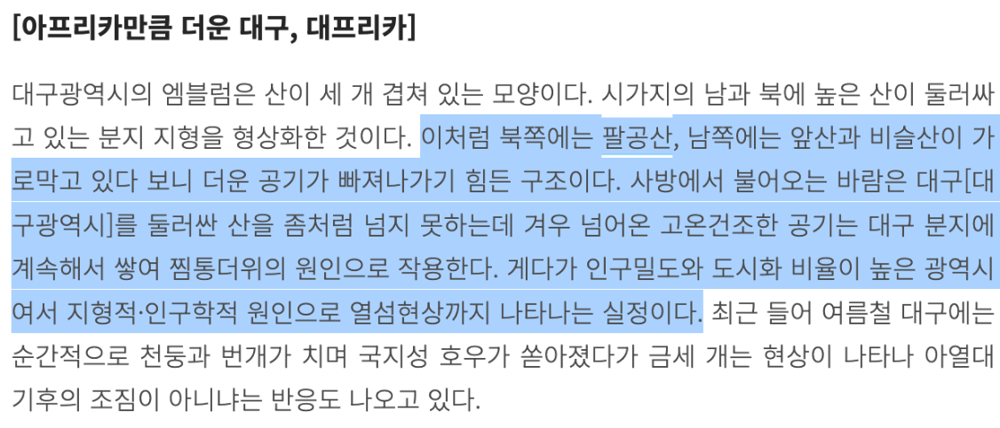 [아프리카만큼 더운 대구, 대프리카]
대구광역시의 엠블럼은 산이 세 개 겹쳐 있는 모양이다. 시가지의 남과 북에 높은 산이 둘러싸
고 있는 분지 지형을 형상화한 것이다. 이처럼 북쪽에는 팔공산, 남쪽에는 앞산과 비슬산이 가
로막고 있다 보니 더운 공기가 빠져나가기 힘든 구조이다. 사방에서 불어오는 바람은 대구[대
구광역시]를 둘러싼 산을 좀처럼 넘지 못하는데 겨우 넘어온 고온건조한 공기는 대구 분지에
계속해서 쌓여 찜통더위의 원인으로 작용한다. 게다가 인구밀도와 도시화 비율이 높은 광역시
여서 지형적·인구학적 원인으로 열섬현상까지 나타나는 실정이다. 최근 들어 여름철 대구에는
순간적으로 천둥과 번개가 치며 국지성 호우가 쏟아졌다가 금세 개는 현상이 나타나 아열대
기후의 조짐이 아니냐는 반응도 나오고 있다.